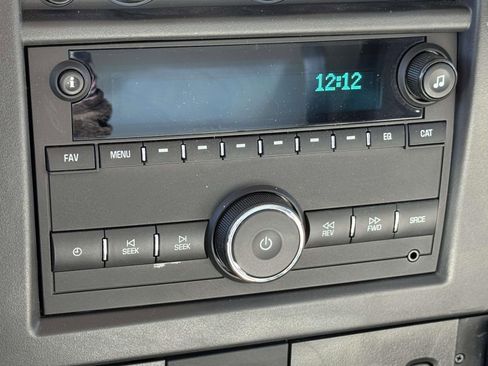 12:12
FAV MENU EQ CAT
SEEK SEEK REV FWD SRCE